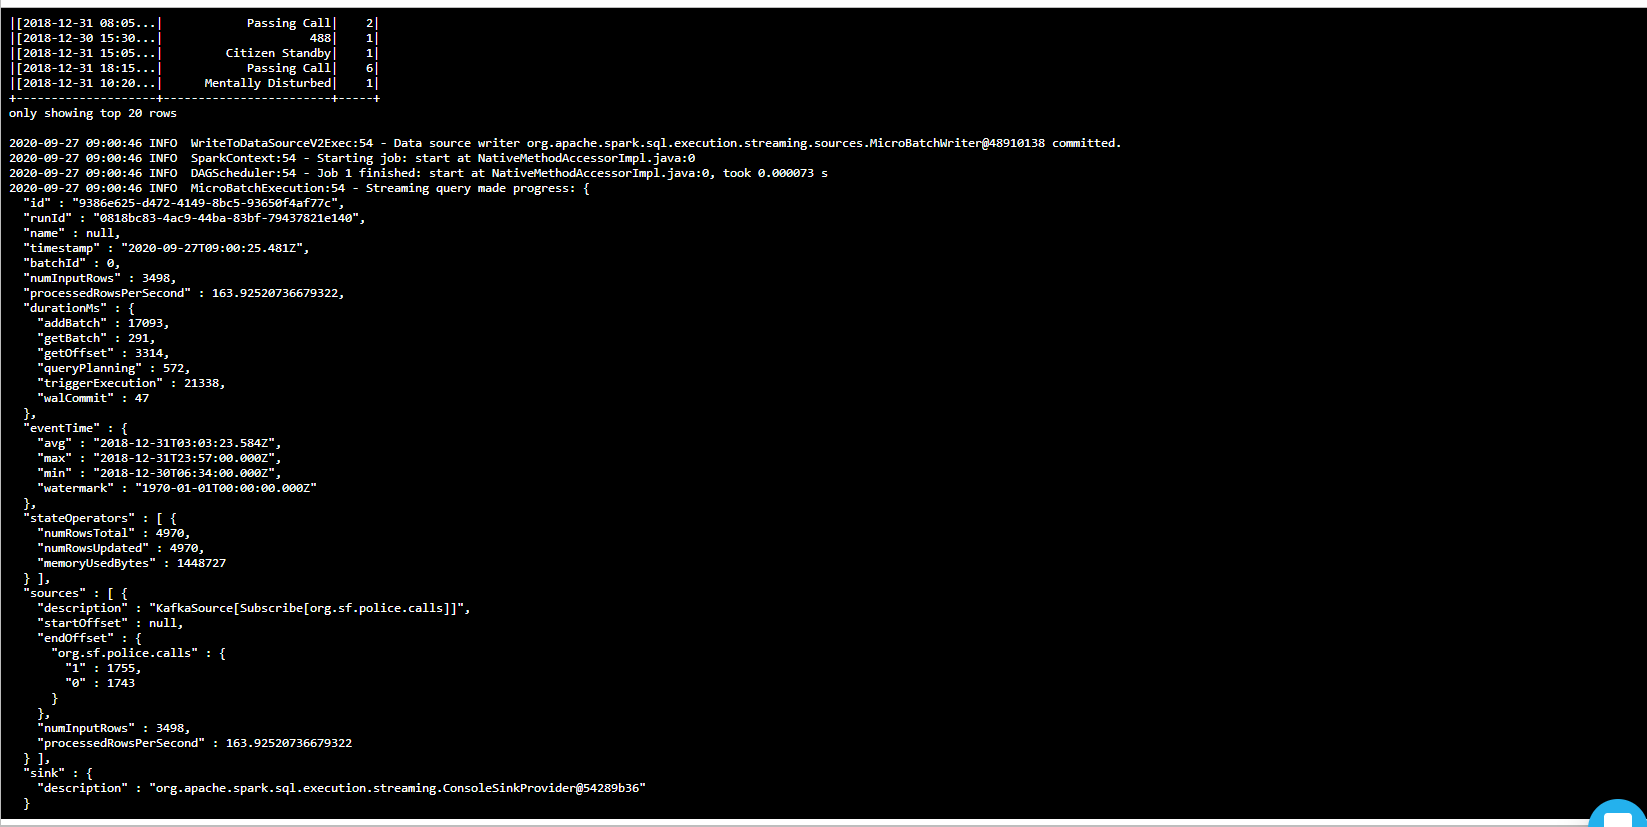 |[2018-12-31 08:05...|            Passing Call|    2|
|[2018-12-30 15:30...|                     488|    1|
|[2018-12-31 15:05...|         Citizen Standby|    1|
|[2018-12-31 18:15...|            Passing Call|    6|
|[2018-12-31 10:20...|      Mentally Disturbed|    1|
+--------------------+------------------------+-----+
only showing top 20 rows

2020-09-27 09:00:46 INFO  WriteToDataSourceV2Exec:54 - Data source writer org.apache.spark.sql.execution.streaming.sources.MicroBatchWriter@48910138 committed.
2020-09-27 09:00:46 INFO  SparkContext:54 - Starting job: start at NativeMethodAccessorImpl.java:0
2020-09-27 09:00:46 INFO  DAGScheduler:54 - Job 1 finished: start at NativeMethodAccessorImpl.java:0, took 0.000073 s
2020-09-27 09:00:46 INFO  MicroBatchExecution:54 - Streaming query made progress: {
  "id" : "9386e625-d472-4149-8bc5-93650f4af77c",
  "runId" : "0818bc83-4ac9-44ba-83bf-79437821e140",
  "name" : null,
  "timestamp" : "2020-09-27T09:00:25.481Z",
  "batchId" : 0,
  "numInputRows" : 3498,
  "processedRowsPerSecond" : 163.92520736679322,
  "durationMs" : {
    "addBatch" : 17093,
    "getBatch" : 291,
    "getOffset" : 3314,
    "queryPlanning" : 572,
    "triggerExecution" : 21338,
    "walCommit" : 47
  },
  "eventTime" : {
    "avg" : "2018-12-31T03:03:23.584Z",
    "max" : "2018-12-31T23:57:00.000Z",
    "min" : "2018-12-30T06:34:00.000Z",
    "watermark" : "1970-01-01T00:00:00.000Z"
  },
  "stateOperators" : [ {
    "numRowsTotal" : 4970,
    "numRowsUpdated" : 4970,
    "memoryUsedBytes" : 1448727
  } ],
  "sources" : [ {
    "description" : "KafkaSource[Subscribe[org.sf.police.calls]]",
    "startOffset" : null,
    "endOffset" : {
      "org.sf.police.calls" : {
        "1" : 1755,
        "0" : 1743
      }
    },
    "numInputRows" : 3498,
    "processedRowsPerSecond" : 163.92520736679322
  } ],
  "sink" : {
    "description" : "org.apache.spark.sql.execution.streaming.ConsoleSinkProvider@54289b36"
  }